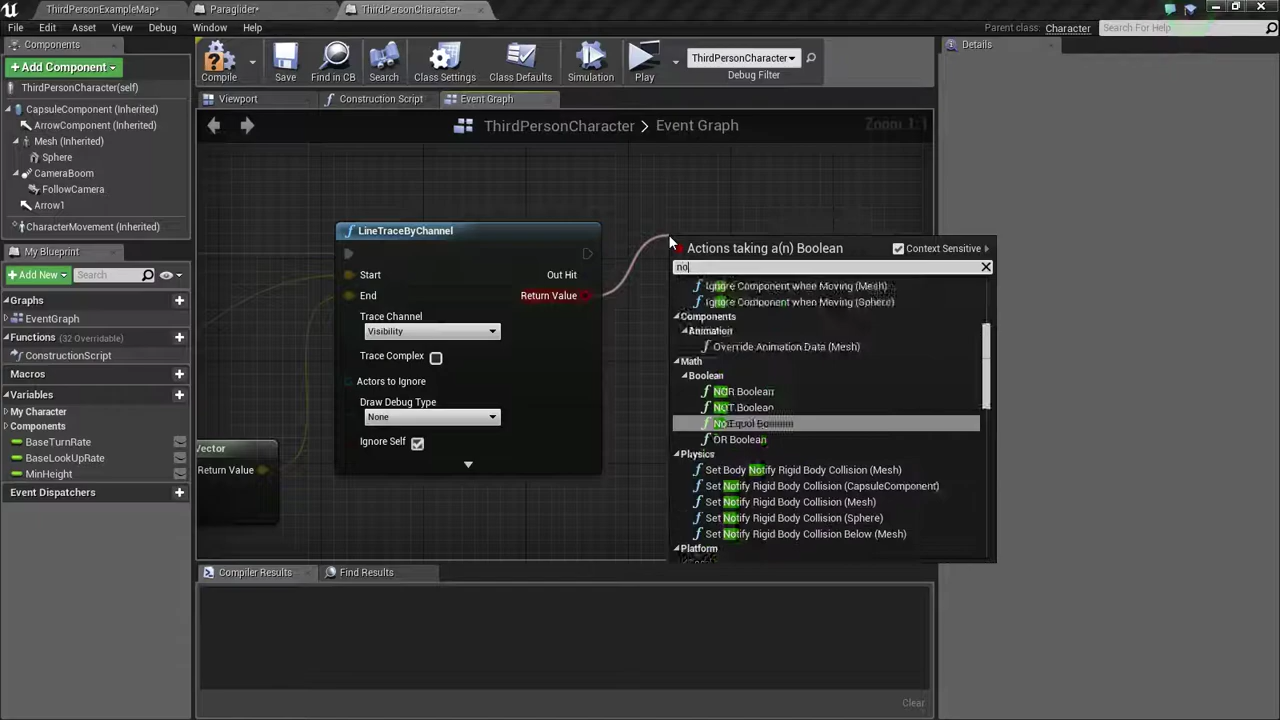 ThirdPersonExampleMap*
Paraglider*
ThirdPersonCharacter*
File Edit Asset View Debug Window Help
Parent class: Character
Search For Help
Components
+ Add Component
ThirdPersonCharacter(self)
CapsuleComponent (Inherited)
ArrowComponent (Inherited)
Mesh (Inherited)
Sphere
CameraBoom
FollowCamera
Arrow1
CharacterMovement (Inherited)
My Blueprint
+ Add New
Search
Graphs
EventGraph
Functions (32 Overridable)
ConstructionScript
Macros
Variables
My Character
Components
BaseTurnRate
BaseLookUpRate
MinHeight
Event Dispatchers
Compile
Save
Find in CB
Search
Class Settings
Class Defaults
Simulation
Play
ThirdPersonCharacter
Debug Filter
Viewport
Construction Script
Event Graph
ThirdPersonCharacter > Event Graph
Zoom 1:1
LineTraceByChannel
Start
Out Hit
End
Return Value
Trace Channel
Visibility
Trace Complex
Actors to Ignore
Draw Debug Type
None
Ignore Self
Vector
Return Value
Actions taking a(n) Boolean
Context Sensitive
no
Ignore Component when Moving (Mesh)
Ignore Component when Moving (Sphere)
Components
Animation
Override Animation Data (Mesh)
Math
Boolean
NOR Boolean
NOT Boolean
OR Boolean
Physics
Set Body Notify Rigid Body Collision (Mesh)
Set Notify Rigid Body Collision (CapsuleComponent)
Set Notify Rigid Body Collision (Mesh)
Set Notify Rigid Body Collision (Sphere)
Set Notify Rigid Body Collision Below (Mesh)
Platform
Compiler Results
Find Results
Clear
Details